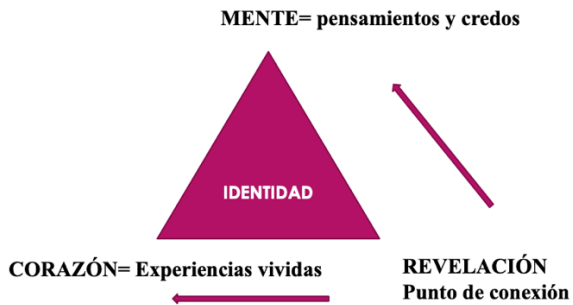 MENTE= pensamientos y credos
IDENTIDAD
CORAZÓN= Experiencias vividas
REVELACIÓN
Punto de conexión